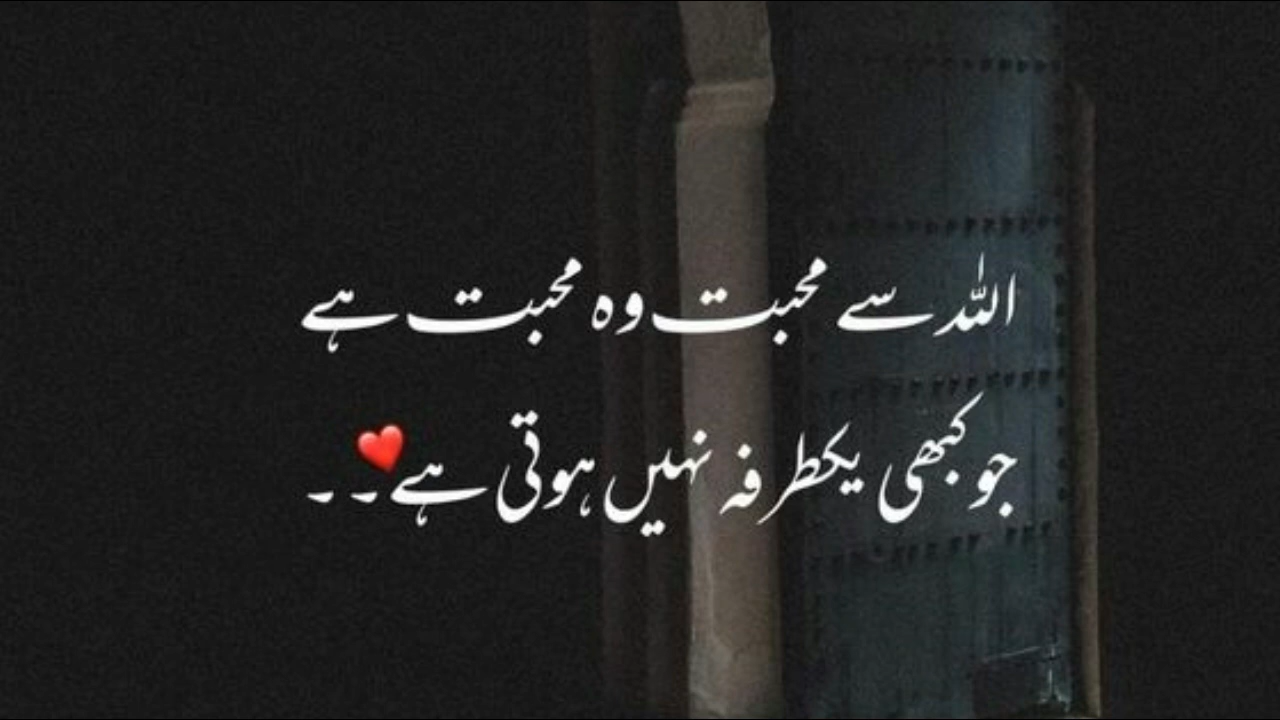 اللہ سے محبت وہ محبت ہے
جو کبھی یکطرفہ نہیں ہوتی ہے❤️۔۔